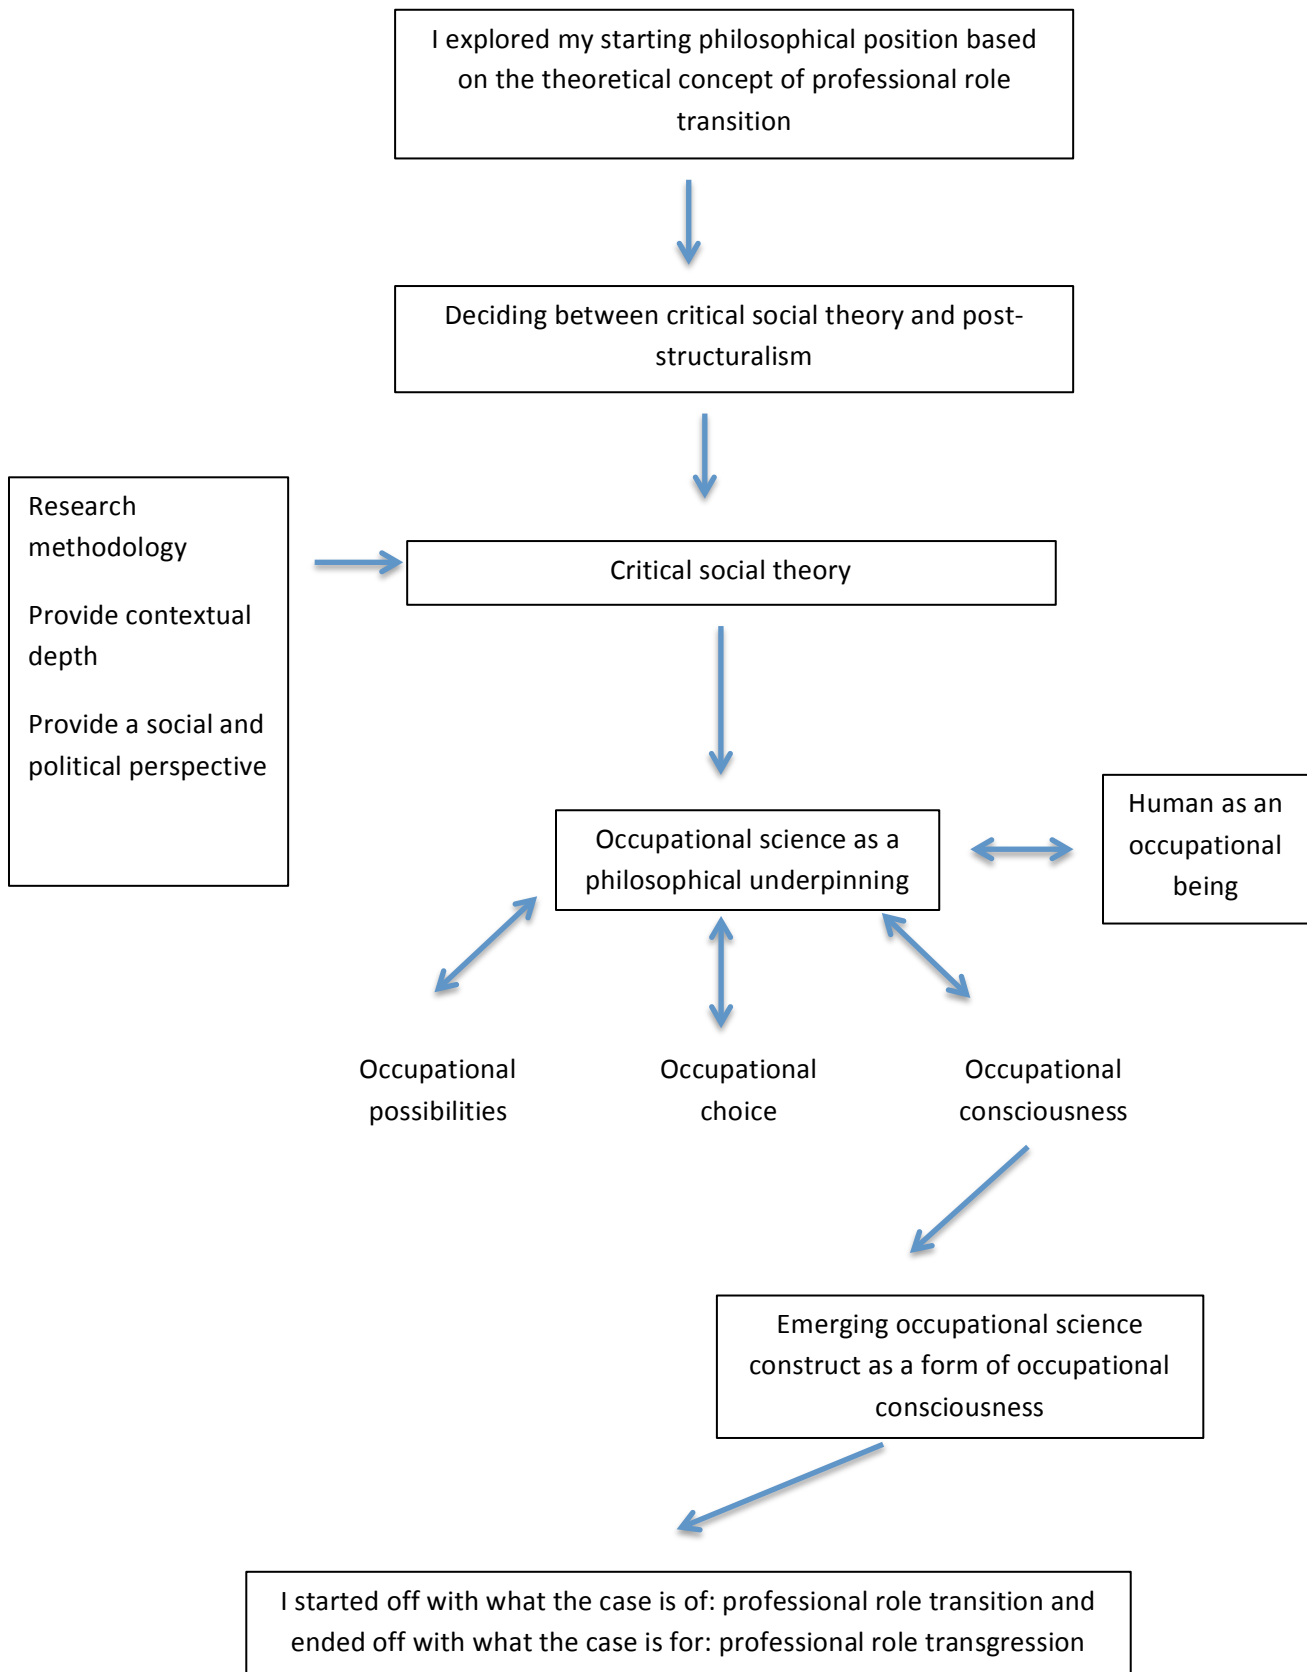 I explored my starting philosophical position based
on the theoretical concept of professional role
transition
Deciding between critical social theory and post-
structuralism
Research
methodology
Provide contextual
depth
Provide a social and
political perspective
Critical social theory
Occupational science as a
philosophical underpinning
Human as an
occupational
being
Occupational
possibilities
Occupational
choice
Occupational
consciousness
Emerging occupational science
construct as a form of occupational
consciousness
I started off with what the case is of: professional role transition and
ended off with what the case is for: professional role transgression